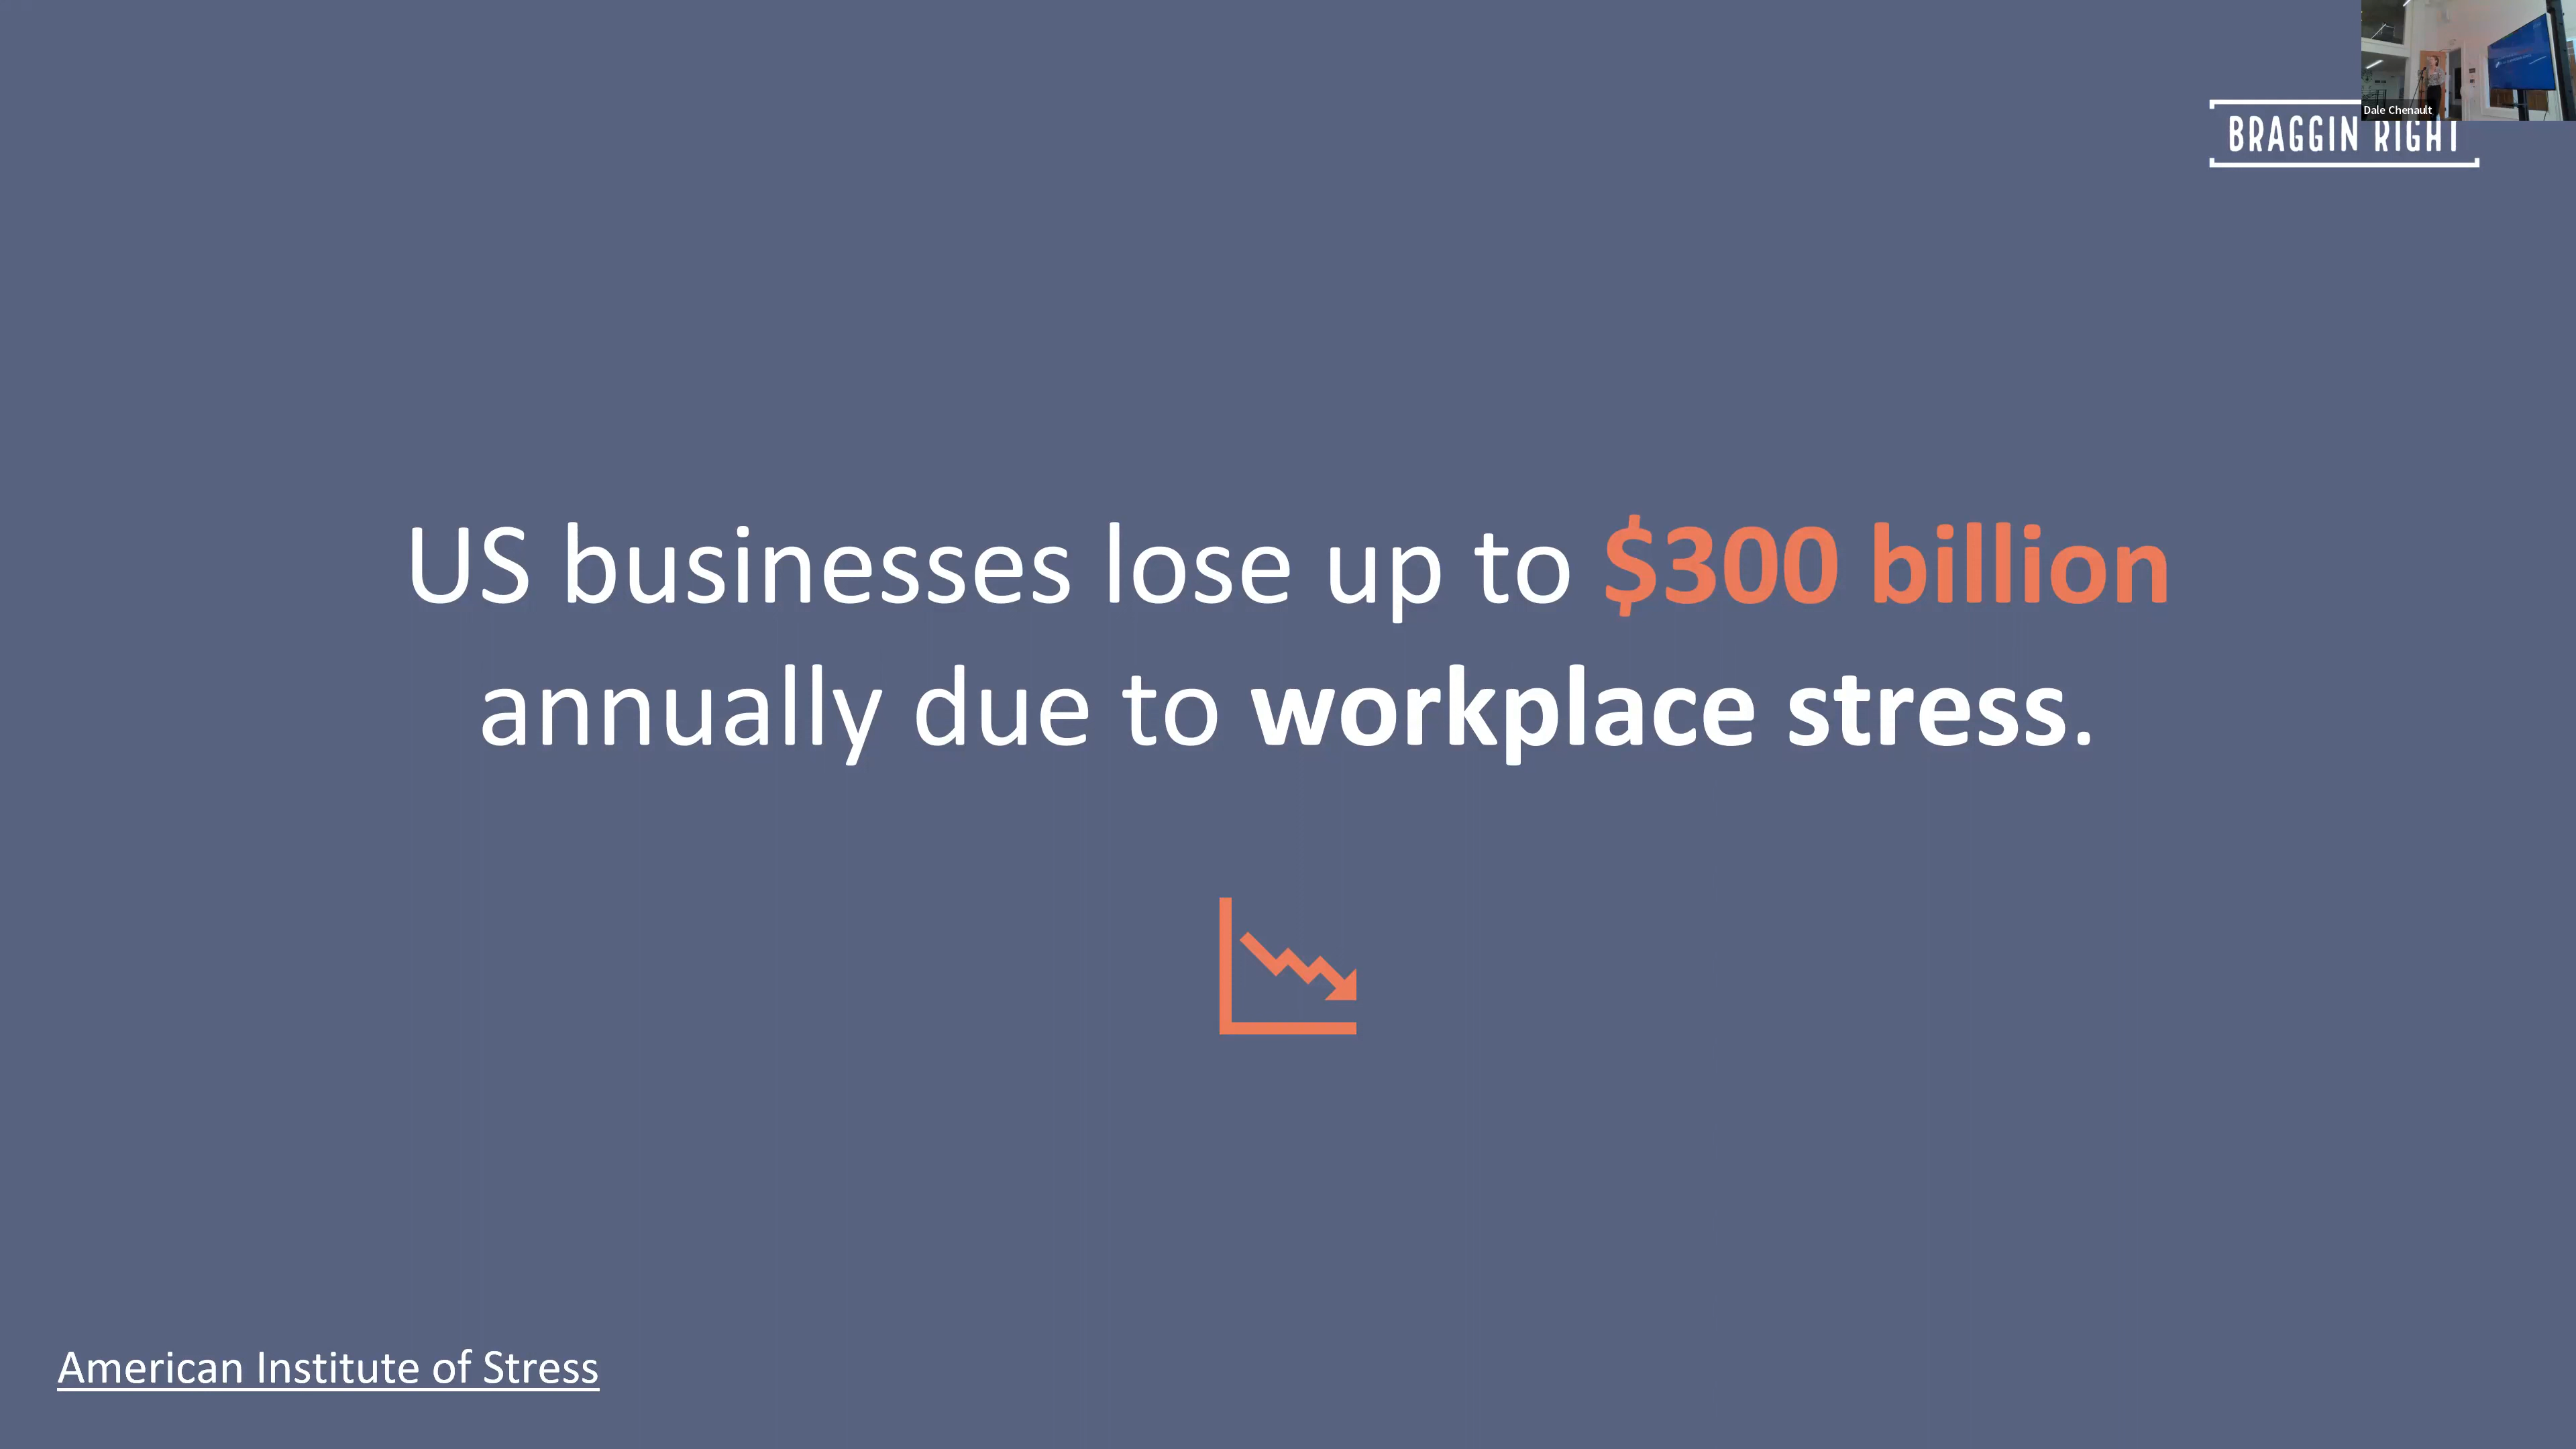 Dale Chenault
BRAGGIN RIGHT
US businesses lose up to $300 billion
annually due to workplace stress.
American Institute of Stress